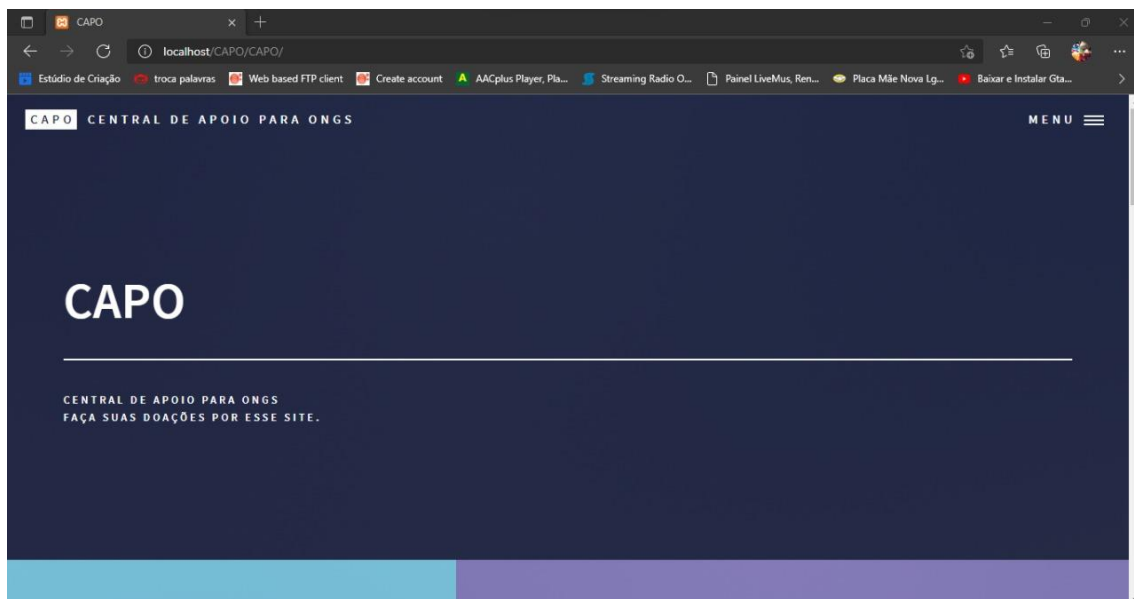 CAPO
localhost/CAPO/CAPO/
Estúdio de Criação troca palavras Web based FTP client Create account AACplus Player, Pla... Streaming Radio O... Painel LiveMus, Ren... Placa Mãe Nova Lg... Baixar e Instalar Gta...
CAPO CENTRAL DE APOIO PARA ONGS MENU
CAPO
CENTRAL DE APOIO PARA ONGS
FAÇA SUAS DOAÇÕES POR ESSE SITE.